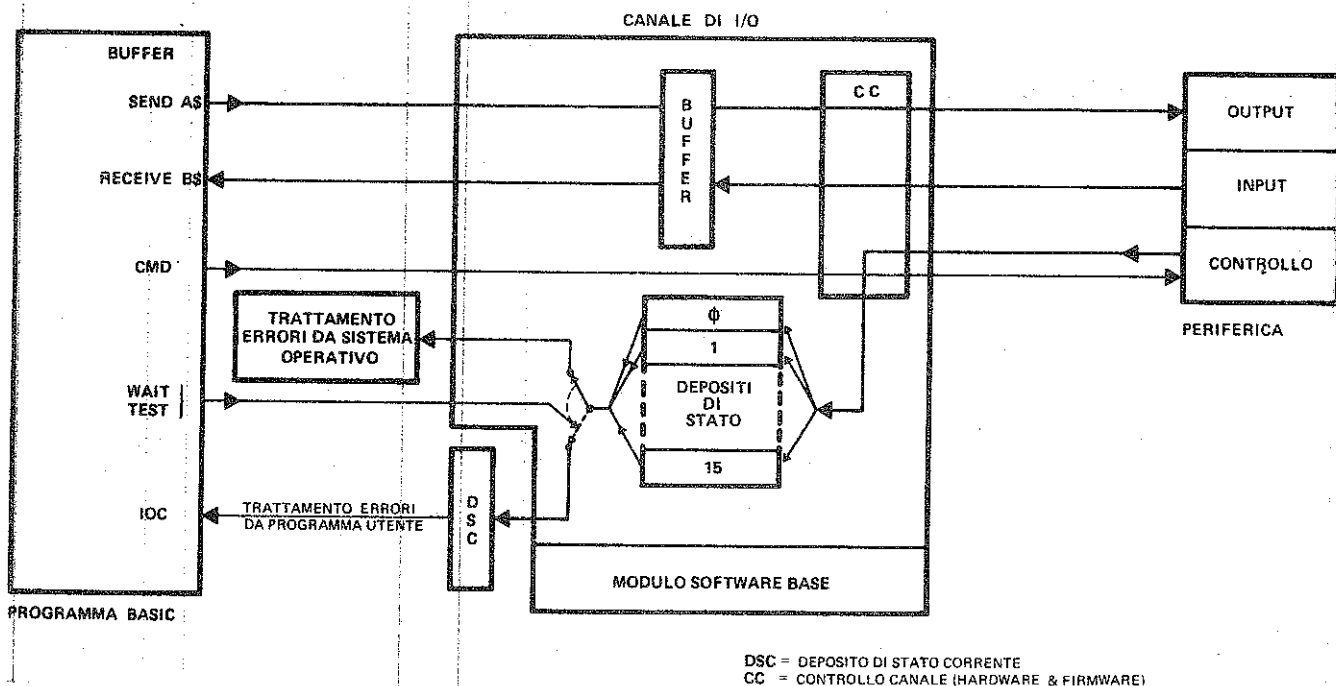 CANALE DI I/O
BUFFER
SEND A$
RECEIVE B$
CMD
TRATTAMENTO
ERRORI DA SISTEMA
OPERATIVO
WAIT
TEST
IOC
TRATTAMENTO ERRORI
DA PROGRAMMA UTENTE
PROGRAMMA BASIC
BUFFER
CC
ϕ
1
DEPOSITI
DI
STATO
15
DSC
MODULO SOFTWARE BASE
OUTPUT
INPUT
CONTROLLO
PERIFERICA
DSC = DEPOSITO DI STATO CORRENTE
CC = CONTROLLO CANALE (HARDWARE & FIRMWARE)